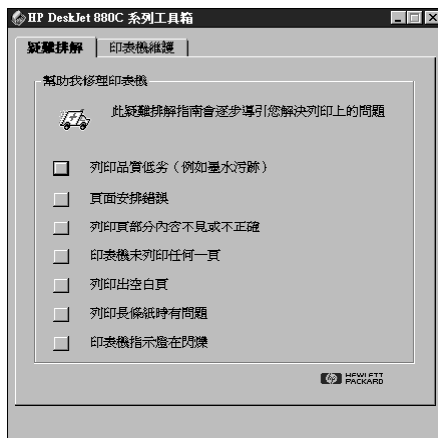 HP DeskJet 880C 系列工具箱
疑難排解
印表機維護
幫助我修理印表機
此疑難排解指南會逐步導引您解決列印上的問題
列印品質低劣（例如墨水污跡）
頁面安排錯誤
列印頁部分內容不見或不正確
印表機未列印任何一頁
列印出空白頁
列印長條紙時有問題
印表機指示燈在閃爍
hp HEWLETT
PACKARD